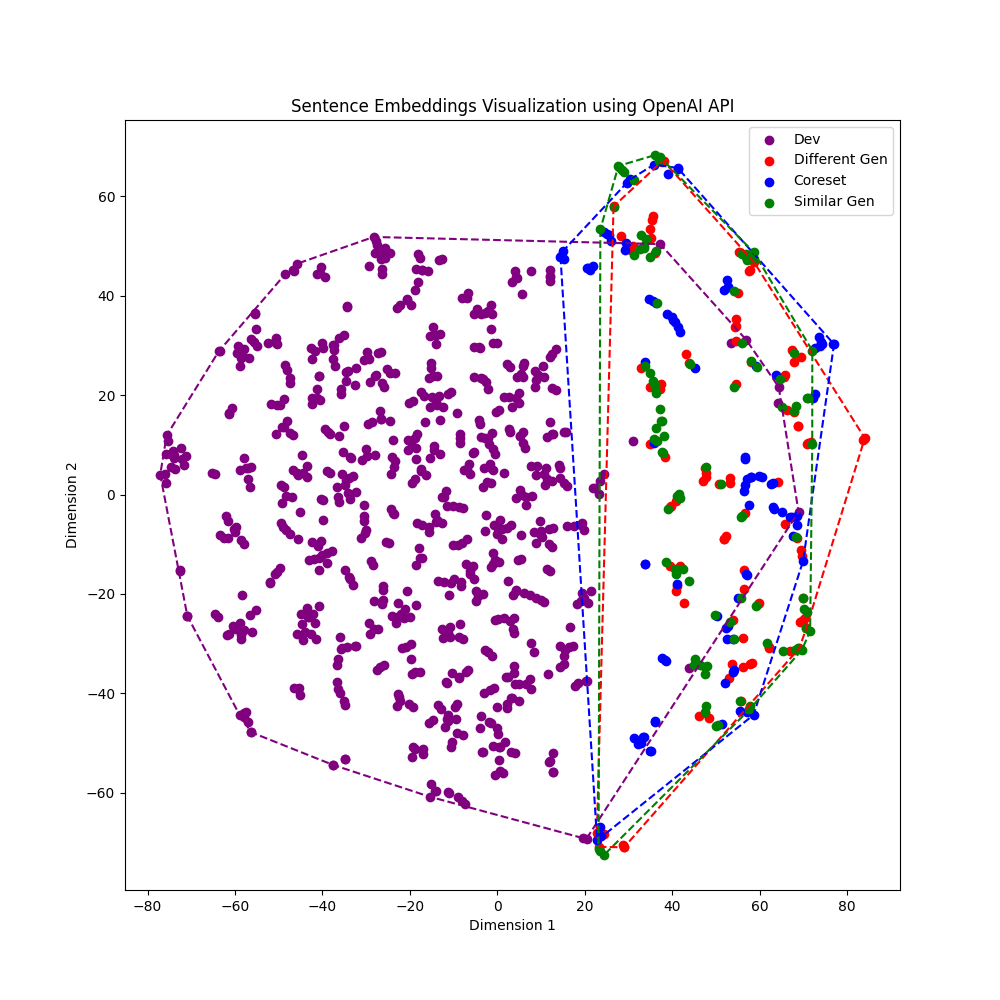 Sentence Embeddings Visualization using OpenAI API
Dev
Different Gen
Coreset
Similar Gen
60
40
20
0
−20
−40
−60
Dimension 2
−80
−60
−40
−20
0
20
40
60
80
Dimension 1